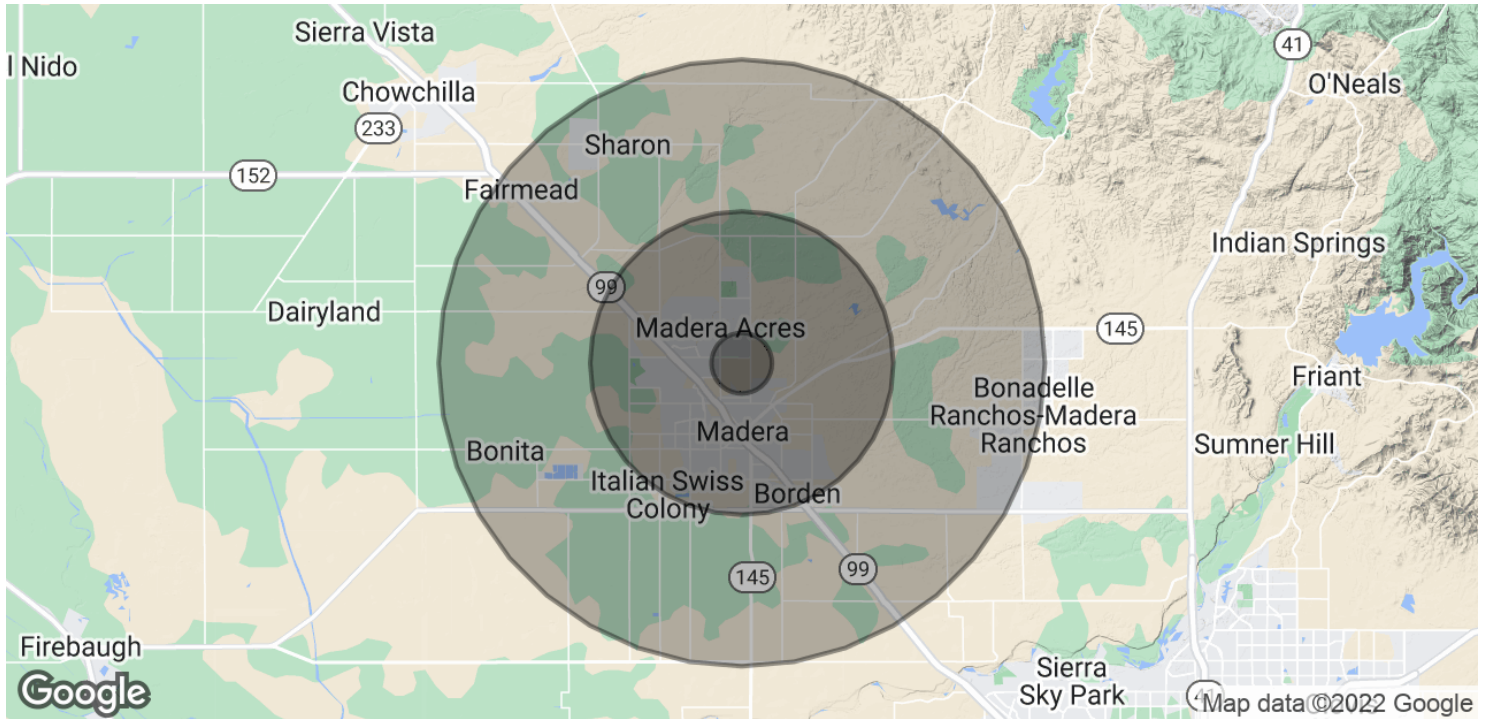 Sierra Vista
41
l Nido
O'Neals
Chowchilla
233
Sharon
152
Fairmead
Indian Springs
99
Dairyland
Madera Acres
145
Friant
Bonadelle
Ranchos-Madera
Ranchos
Madera
Sumner Hill
Bonita
Italian Swiss
Colony
Borden
99
145
Firebaugh
Sierra
Sky Park
41
Google
Map data ©2022 Google